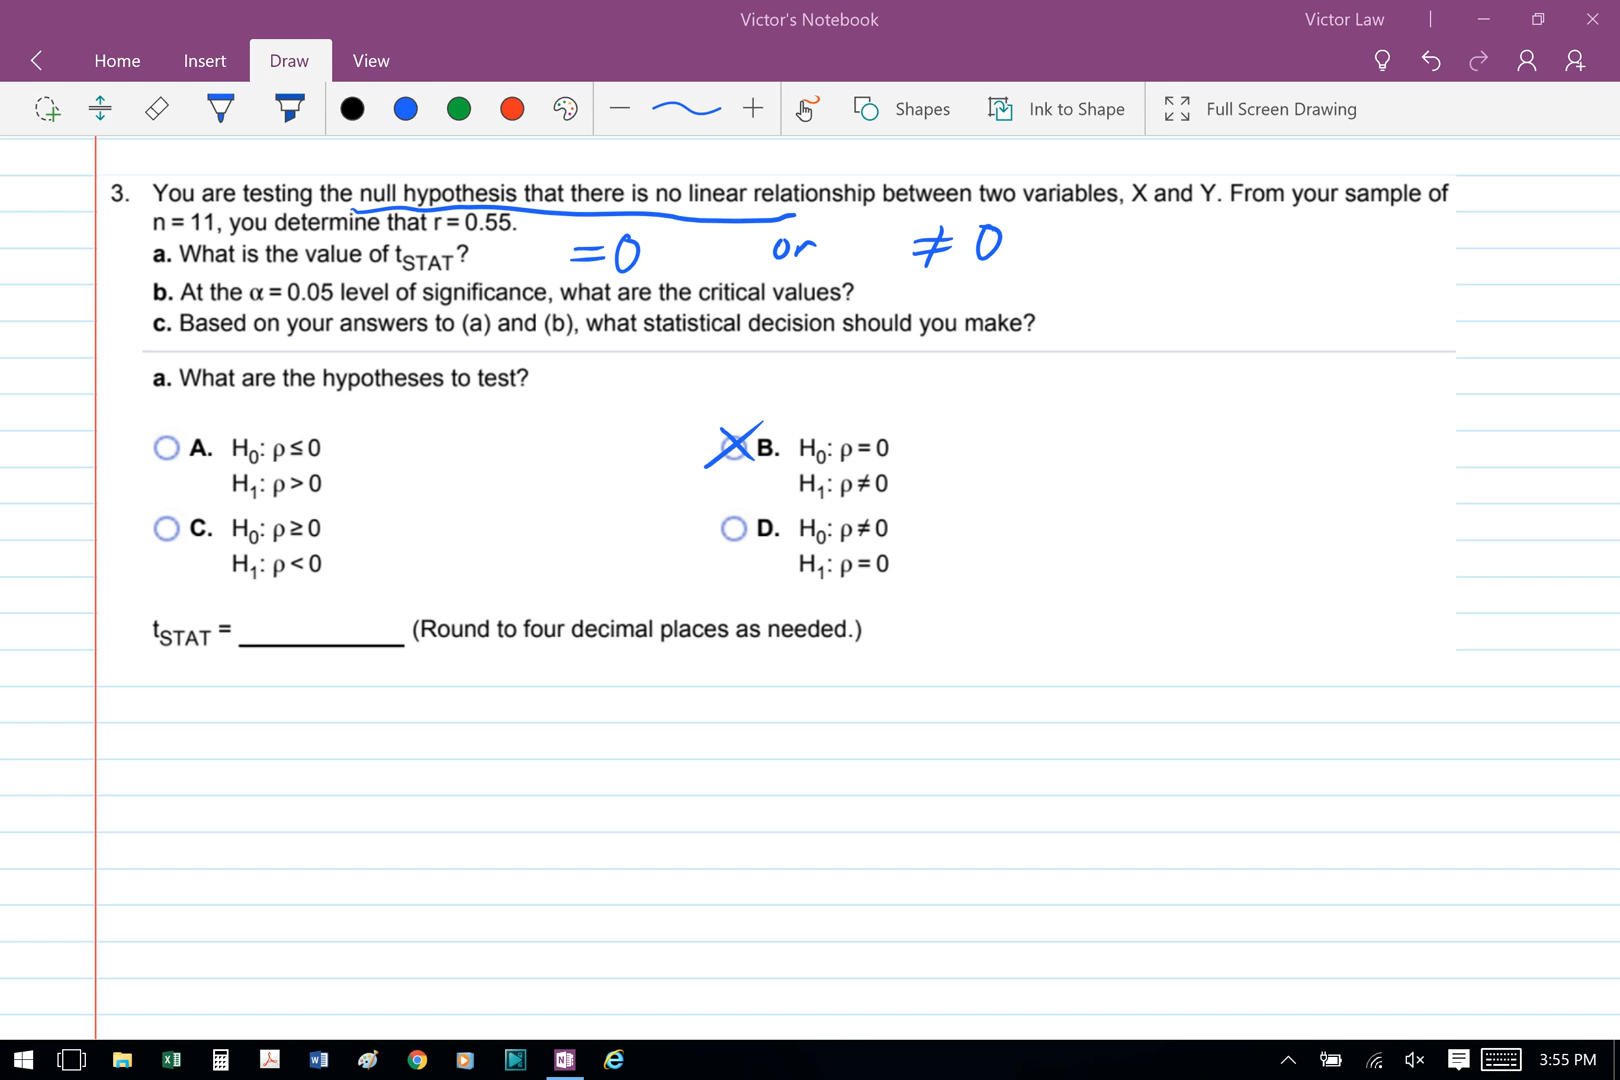 Victor's Notebook
Victor Law
Home Insert Draw View
Shapes Ink to Shape Full Screen Drawing
3. You are testing the null hypothesis that there is no linear relationship between two variables, X and Y. From your sample of
n = 11, you determine that r = 0.55.
= 0 or ≠ 0
a. What is the value of tSTAT?
b. At the α = 0.05 level of significance, what are the critical values?
c. Based on your answers to (a) and (b), what statistical decision should you make?
a. What are the hypotheses to test?
A. H0: ρ ≤ 0
H1: ρ > 0
B. H0: ρ = 0
H1: ρ ≠ 0
C. H0: ρ ≥ 0
H1: ρ < 0
D. H0: ρ ≠ 0
H1: ρ = 0
tSTAT = ________ (Round to four decimal places as needed.)
3:55 PM